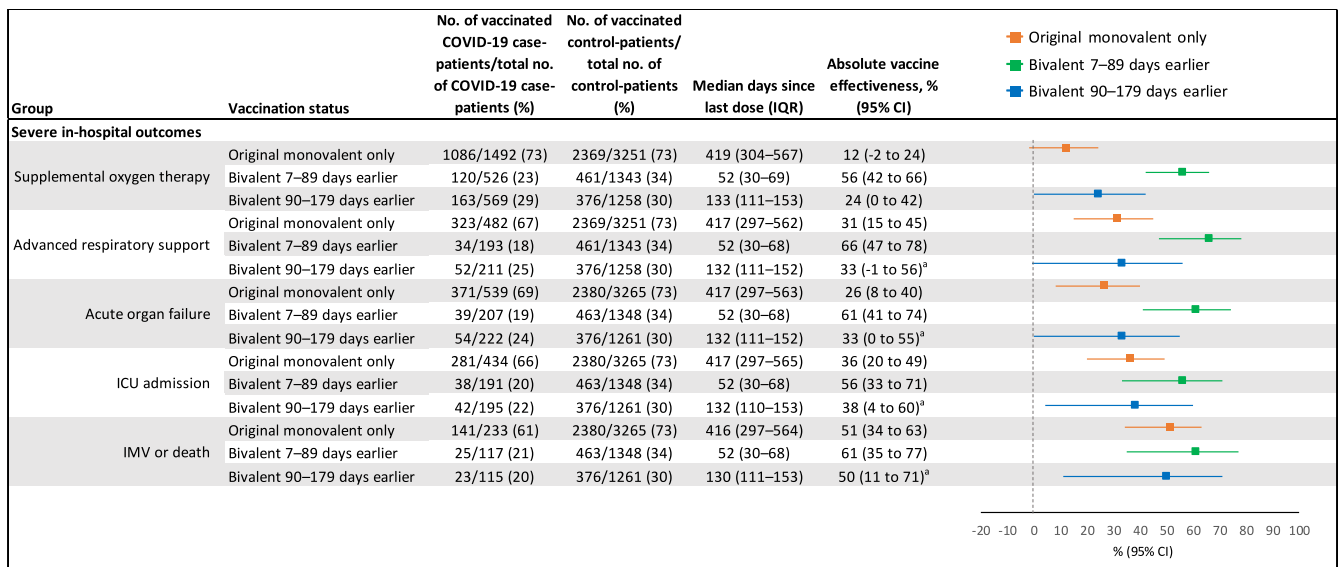 No. of vaccinated COVID-19 case-patients/total no. of COVID-19 case-patients (%)
No. of vaccinated control-patients/ total no. of control-patients (%)
Median days since last dose (IQR)
Absolute vaccine effectiveness, % (95% CI)
Original monovalent only
Bivalent 7–89 days earlier
Bivalent 90–179 days earlier
Group Vaccination status
Severe in-hospital outcomes
Supplemental oxygen therapy
Original monovalent only 1086/1492 (73) 2369/3251 (73) 419 (304–567) 12 (-2 to 24)
Bivalent 7–89 days earlier 120/526 (23) 461/1343 (34) 52 (30–69) 56 (42 to 66)
Bivalent 90–179 days earlier 163/569 (29) 376/1258 (30) 133 (111–153) 24 (0 to 42)
Advanced respiratory support
Original monovalent only 323/482 (67) 2369/3251 (73) 417 (297–562) 31 (15 to 45)
Bivalent 7–89 days earlier 34/193 (18) 461/1343 (34) 52 (30–68) 66 (47 to 78)
Bivalent 90–179 days earlier 52/211 (25) 376/1258 (30) 132 (111–152) 33 (-1 to 56)a
Acute organ failure
Original monovalent only 371/539 (69) 2380/3265 (73) 417 (297–563) 26 (8 to 40)
Bivalent 7–89 days earlier 39/207 (19) 463/1348 (34) 52 (30–68) 61 (41 to 74)
Bivalent 90–179 days earlier 54/222 (24) 376/1261 (30) 132 (111–152) 33 (0 to 55)a
ICU admission
Original monovalent only 281/434 (66) 2380/3265 (73) 417 (297–565) 36 (20 to 49)
Bivalent 7–89 days earlier 38/191 (20) 463/1348 (34) 52 (30–68) 56 (33 to 71)
Bivalent 90–179 days earlier 42/195 (22) 376/1261 (30) 132 (110–153) 38 (4 to 60)a
IMV or death
Original monovalent only 141/233 (61) 2380/3265 (73) 416 (297–564) 51 (34 to 63)
Bivalent 7–89 days earlier 25/117 (21) 463/1348 (34) 52 (30–68) 61 (35 to 77)
Bivalent 90–179 days earlier 23/115 (20) 376/1261 (30) 130 (111–153) 50 (11 to 71)a
-20 -10 0 10 20 30 40 50 60 70 80 90 100
% (95% CI)